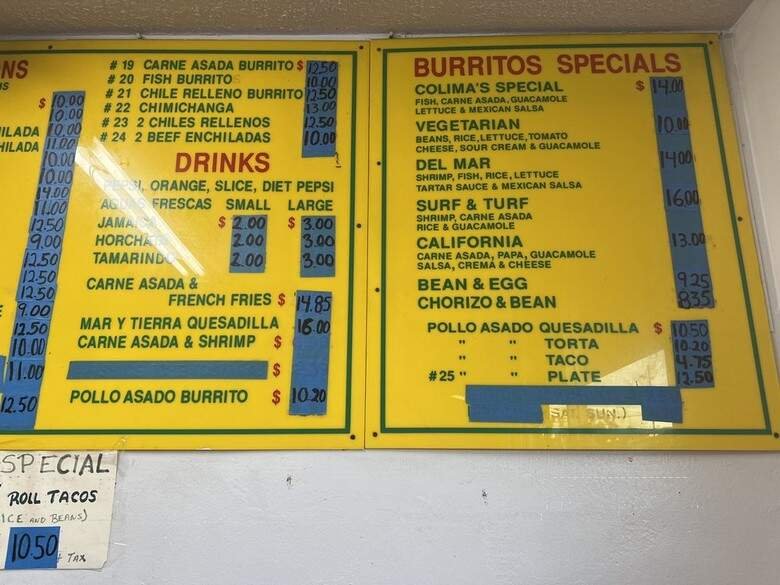 NS
$ 10.00
10.00
ILADA 10.00
HILADA 11.00
10.00
10.00
14.00
11.00
12.50
9.00
12.50
12.50
12.50
9.00
12.50
10.00
11.00
12.50
# 19 CARNE ASADA BURRITO $ 12.50
# 20 FISH BURRITO 10.00
# 21 CHILE RELLENO BURRITO 12.50
# 22 CHIMICHANGA 13.00
# 23 2 CHILES RELLENOS 12.50
# 24 2 BEEF ENCHILADAS 10.00
DRINKS
PEPSI, ORANGE, SLICE, DIET PEPSI
AGUAS FRESCAS SMALL LARGE
JAMAICA $ 2.00 $ 3.00
HORCHATA 2.00 3.00
TAMARINDO 2.00 3.00
CARNE ASADA &
FRENCH FRIES $ 14.85
MAR Y TIERRA QUESADILLA 16.00
CARNE ASADA & SHRIMP $
$
POLLO ASADO BURRITO $ 10.20
BURRITOS SPECIALS
COLIMA'S SPECIAL $ 14.00
FISH, CARNE ASADA, GUACAMOLE
LETTUCE & MEXICAN SALSA
VEGETARIAN 10.00
BEANS, RICE, LETTUCE, TOMATO
CHEESE, SOUR CREAM & GUACAMOLE
DEL MAR 14.00
SHRIMP, FISH, RICE, LETTUCE
TARTAR SAUCE & MEXICAN SALSA
SURF & TURF 16.00
SHRIMP, CARNE ASADA
RICE & GUACAMOLE
CALIFORNIA 13.00
CARNE ASADA, PAPA, GUACAMOLE
SALSA, CREMA & CHEESE
BEAN & EGG 9.25
CHORIZO & BEAN 8.35
POLLO ASADO QUESADILLA $ 10.50
" " TORTA 10.20
" " TACO 4.75
#25 " " PLATE 12.50
SAT. SUN.)
SPECIAL
ROLL TACOS
ICE AND BEANS)
10.50 + TAX